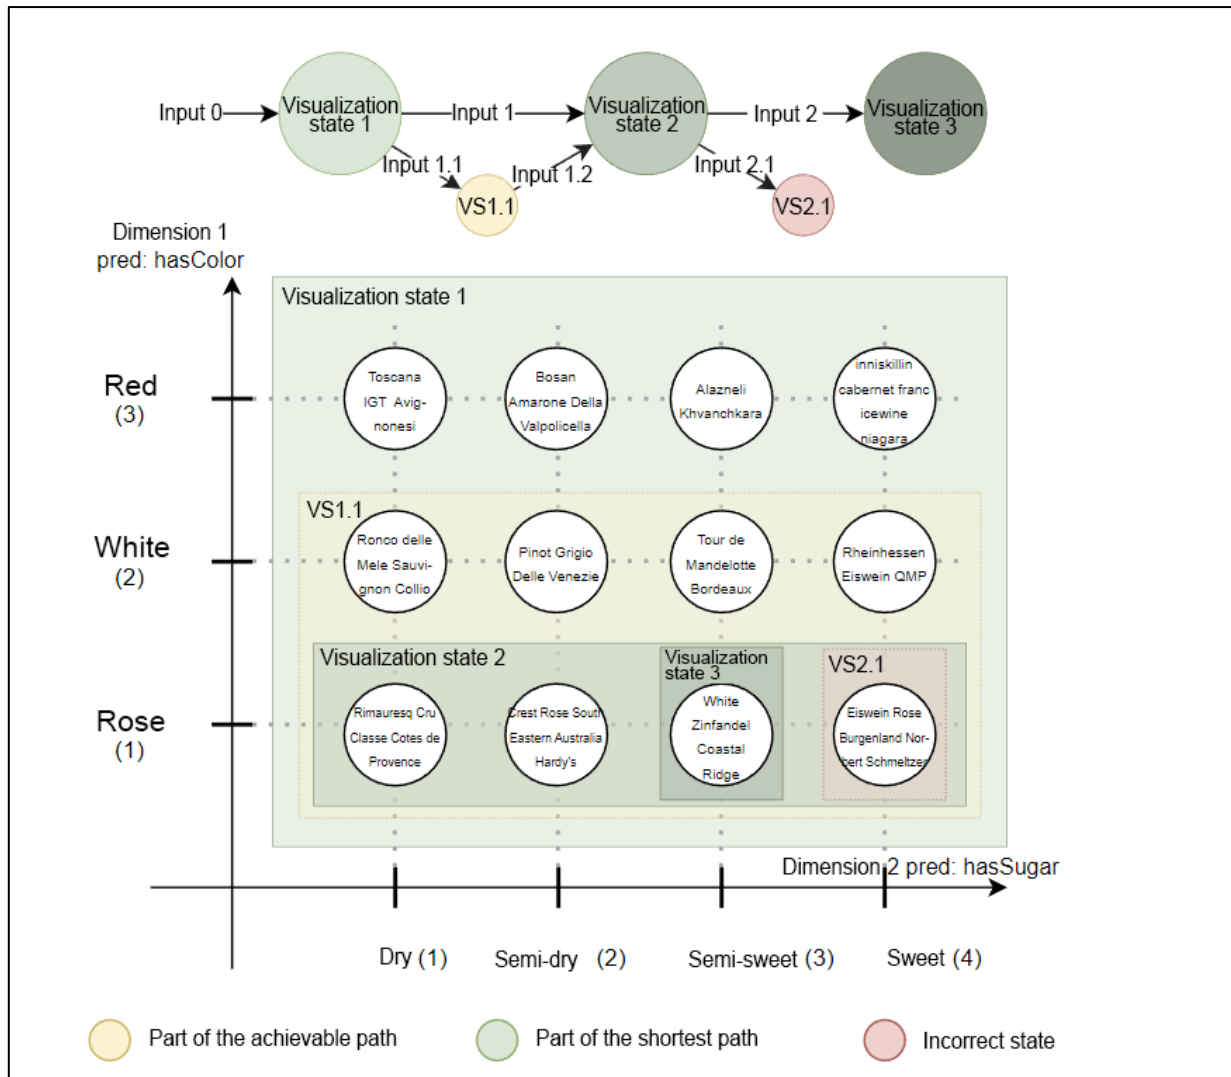 Input 0
Visualization
state 1
Input 1
Visualization
state 2
Input 2
Visualization
state 3
Input 1.1
Input 1.2
Input 2.1
VS1.1
VS2.1
Dimension 1
pred: hasColor
Visualization state 1
Red
(3)
Toscana
IGT Avig-
nonesi
Bosan
Amarone Della
Valpolicella
Alazneli
Khvanchkara
inniskillin
cabernet franc
icewine
niagara
VS1.1
White
(2)
Ronco delle
Mele Sauvi-
gnon Collio
Pinot Grigio
Delle Venezie
Tour de
Mandelotte
Bordeaux
Rheinhessen
Eiswein QMP
Visualization state 2
Visualization
state 3
VS2.1
Rose
(1)
Rimauresq Cru
Classe Cotes de
Provence
Crest Rose South
Eastern Australia
Hardy's
White
Zinfandel
Coastal
Ridge
Eiswein Rose
Burgenland Nor-
bert Schmeltzer
Dimension 2 pred: hasSugar
Dry (1)
Semi-dry (2)
Semi-sweet (3)
Sweet (4)
Part of the achievable path
Part of the shortest path
Incorrect state